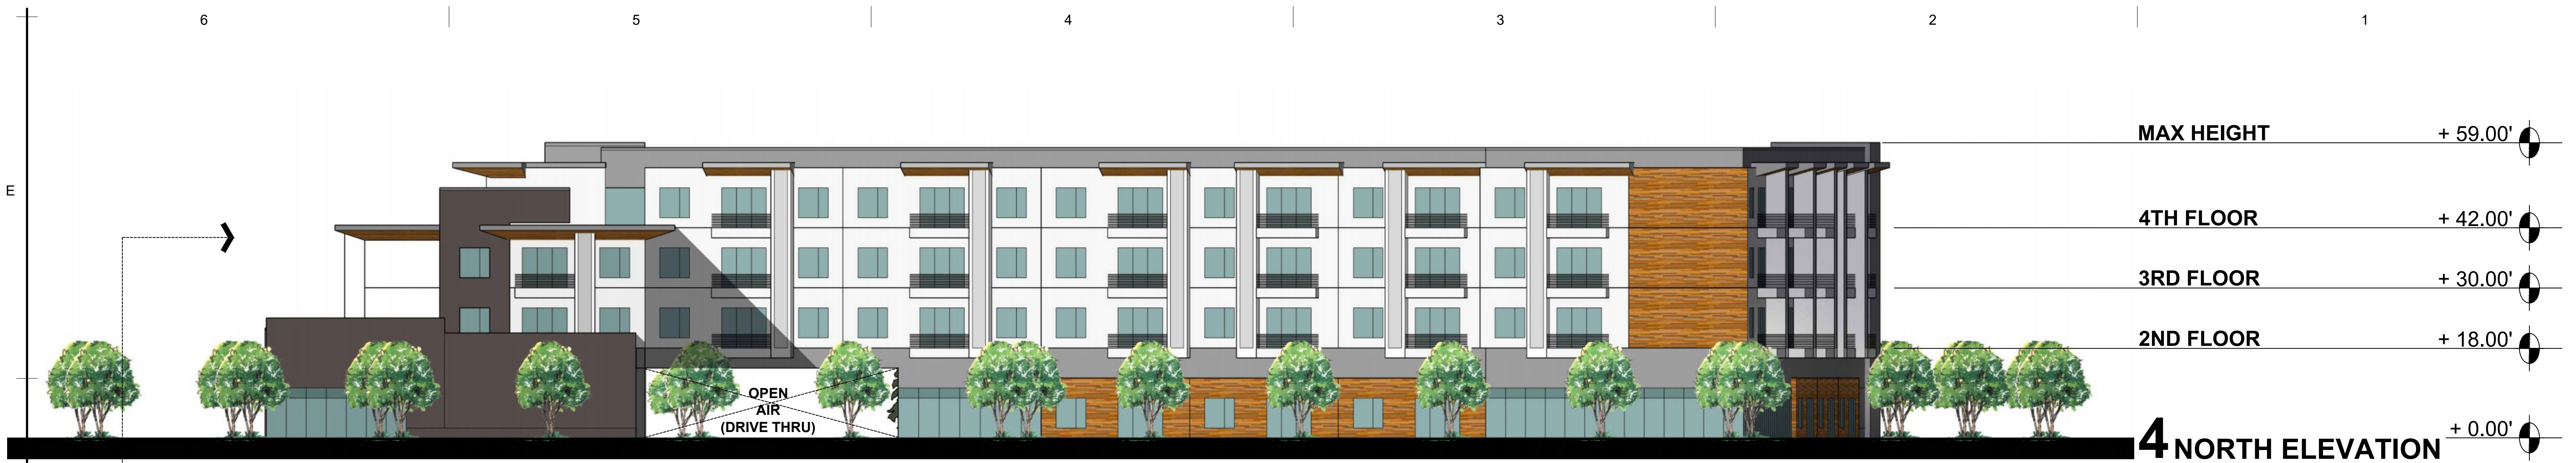 6 5 4 3 2 1
MAX HEIGHT + 59.00'
E
4TH FLOOR + 42.00'
3RD FLOOR + 30.00'
2ND FLOOR + 18.00'
OPEN
AIR
(DRIVE THRU)
4 NORTH ELEVATION + 0.00'